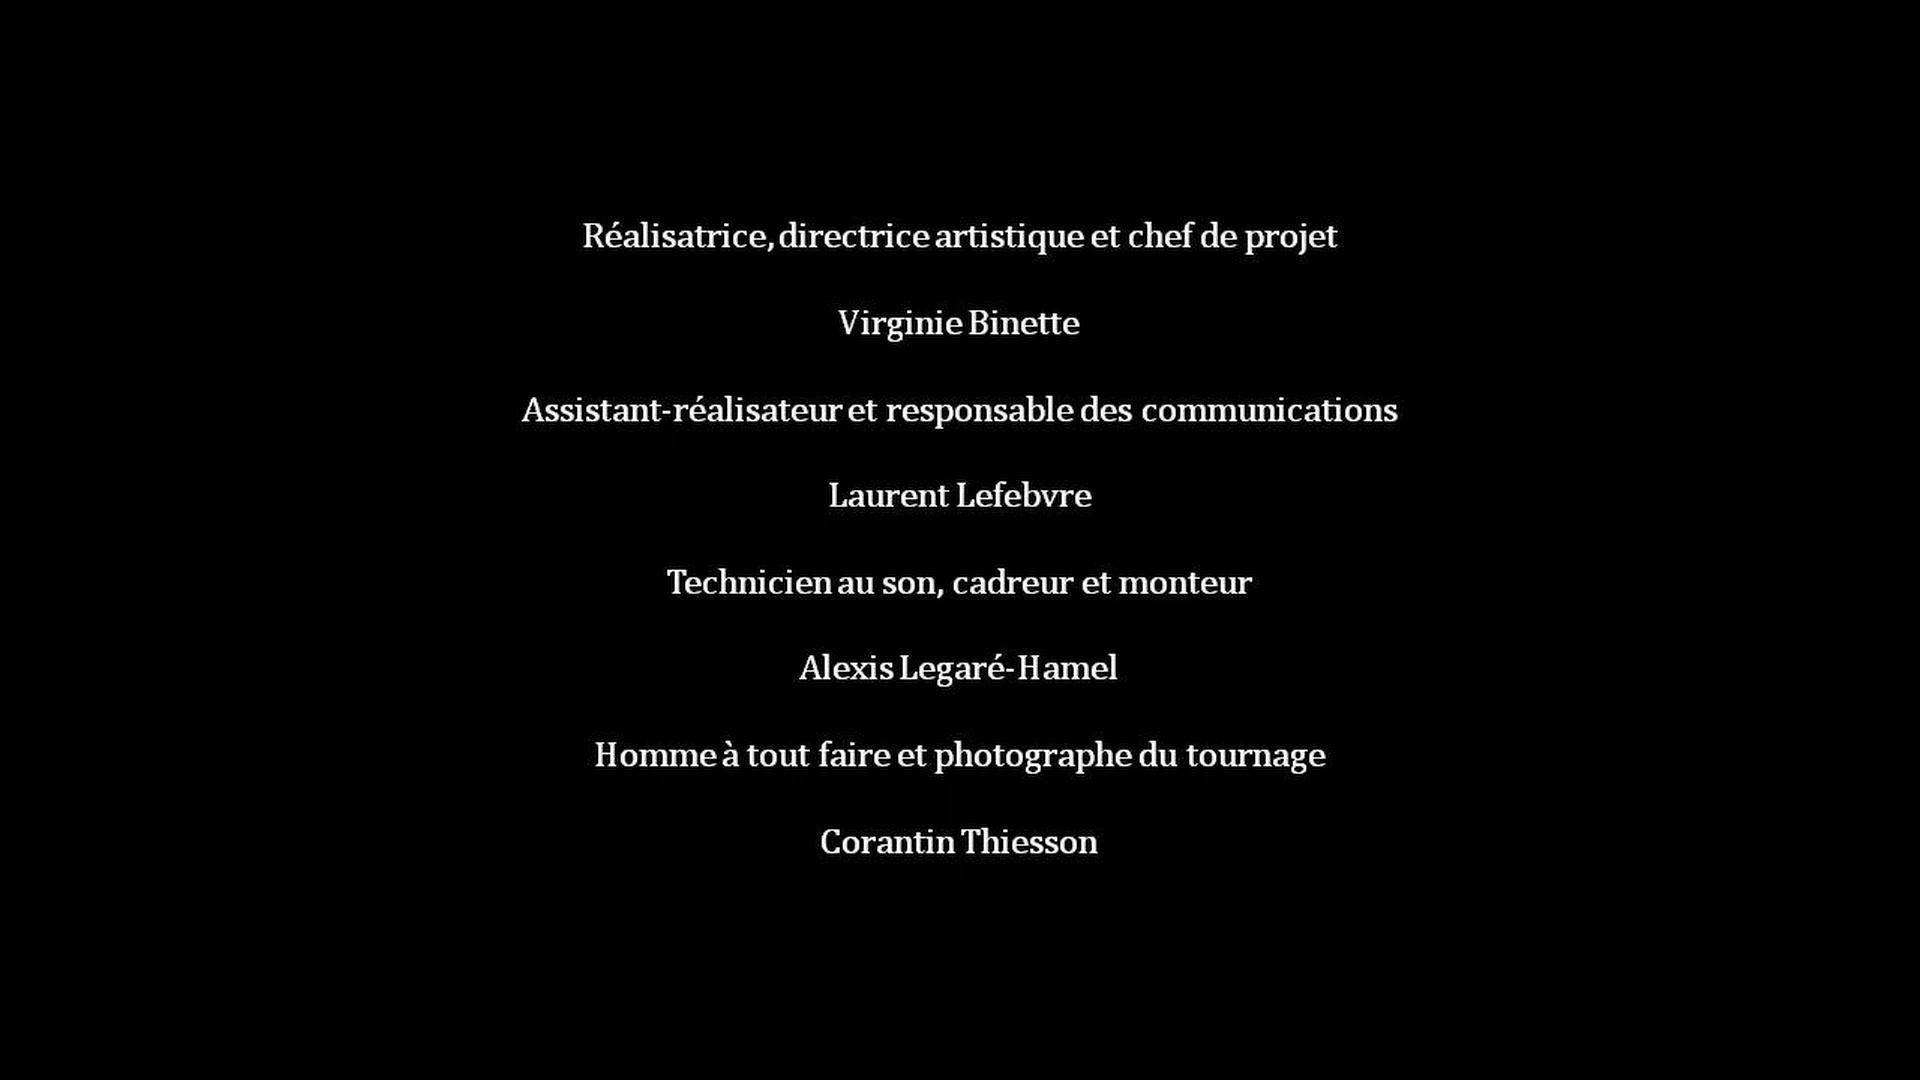 Réalisatrice, directrice artistique et chef de projet
Virginie Binette
Assistant-réalisateur et responsable des communications
Laurent Lefebvre
Technicien au son, cadreur et monteur
Alexis Legaré-Hamel
Homme à tout faire et photographe du tournage
Corantin Thiesson